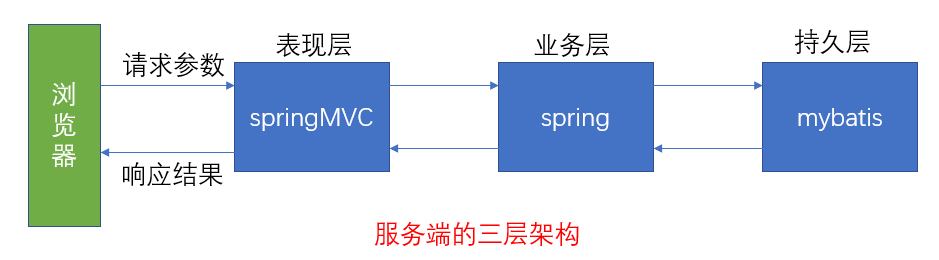 浏览器
请求参数
响应结果
表现层
springMVC
业务层
spring
持久层
mybatis
服务端的三层架构